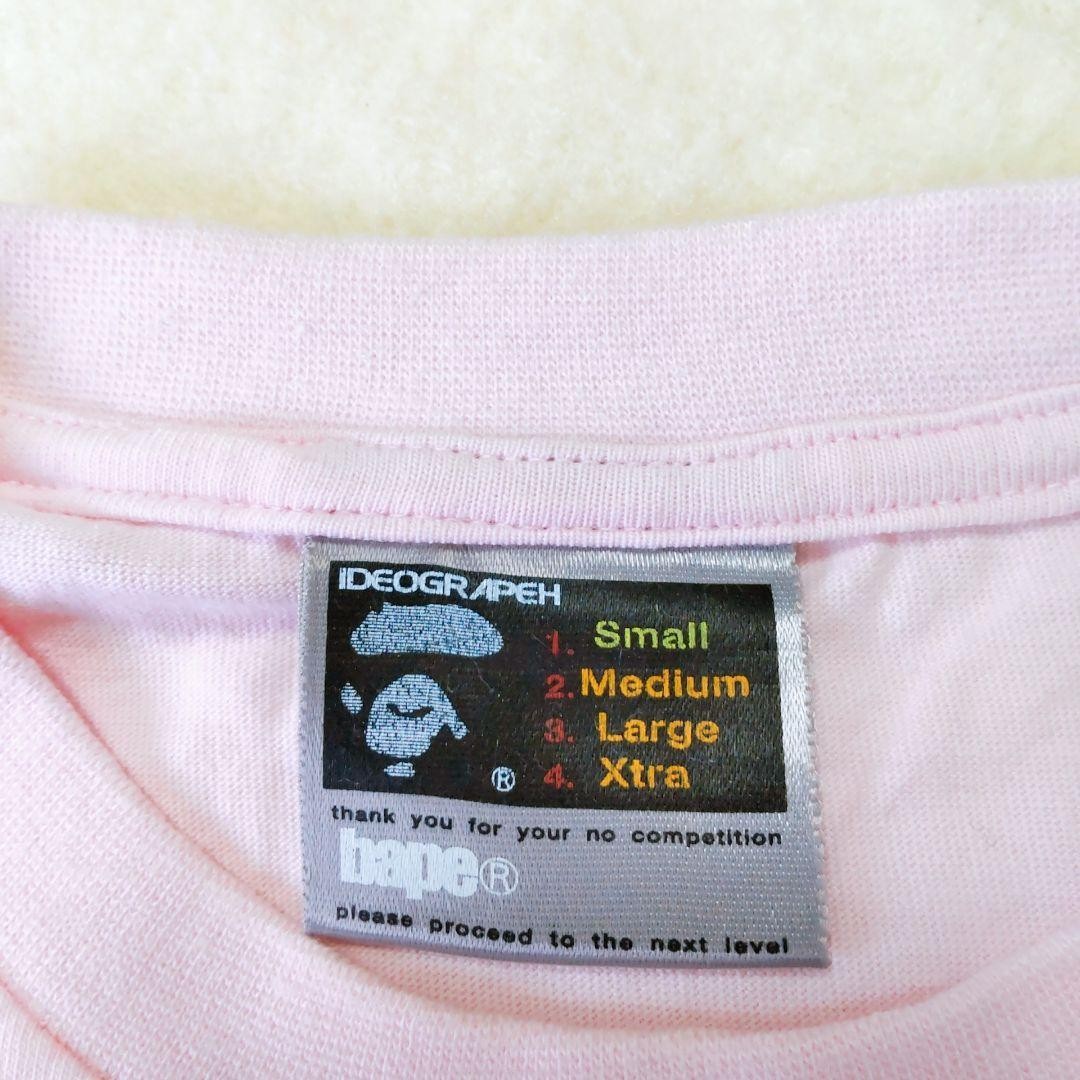 IDEOGRAPEH
1. Small
2. Medium
3. Large
4. Xtra
®
thank you for your no competition
bape®
please proceed to the next level